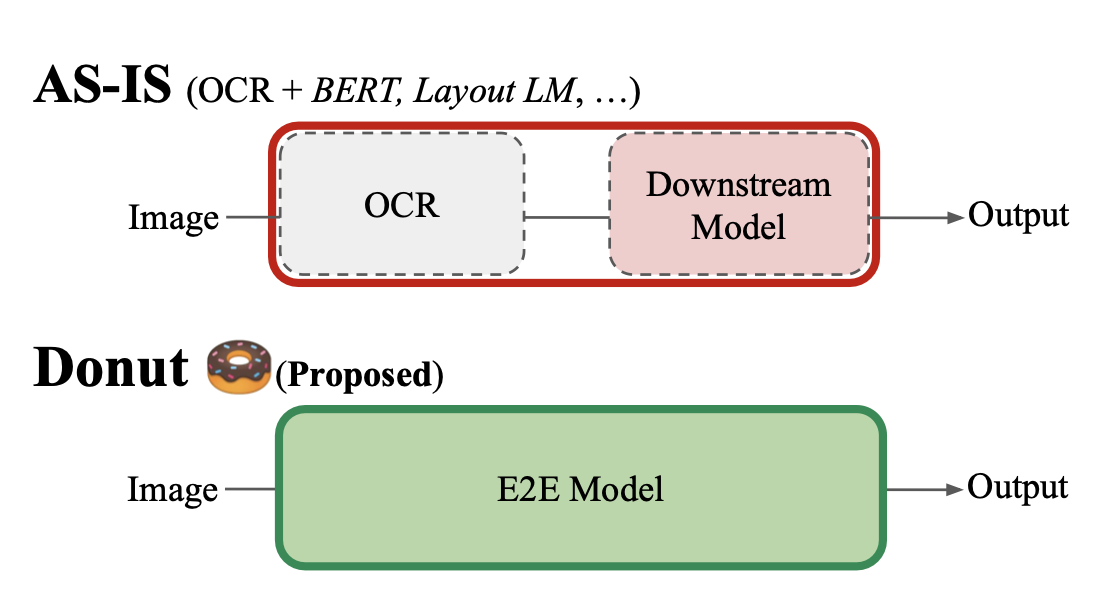 AS-IS (OCR + BERT, Layout LM, …)
Image
OCR
Downstream
Model
Output
Donut 🍩(Proposed)
Image
E2E Model
Output